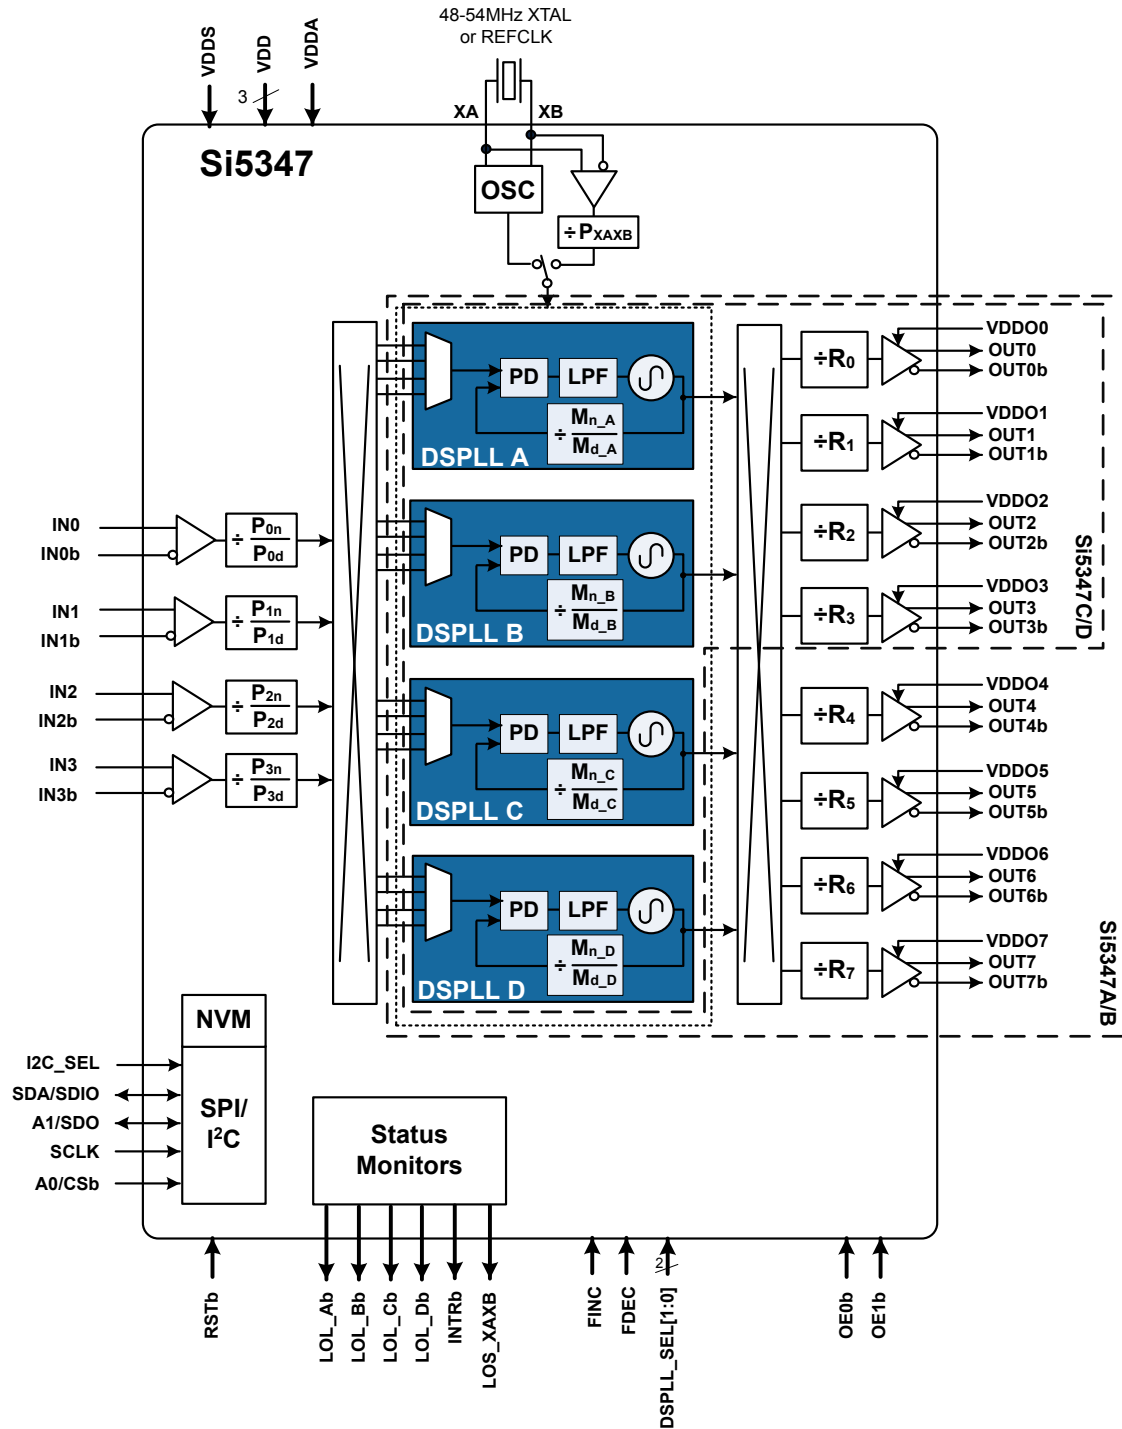 48-54MHz XTAL
or REFCLK
VDDS
VDD
VDDA
3
XA
XB
Si5347
OSC
÷ PXAXB
PD
LPF
÷ Mn_A
Md_A
DSPLL A
PD
LPF
÷ Mn_B
Md_B
DSPLL B
PD
LPF
÷ Mn_C
Md_C
DSPLL C
PD
LPF
÷ Mn_D
Md_D
DSPLL D
IN0
IN0b
÷ P0n
P0d
IN1
IN1b
÷ P1n
P1d
IN2
IN2b
÷ P2n
P2d
IN3
IN3b
÷ P3n
P3d
÷R0
VDDO0
OUT0
OUT0b
÷R1
VDDO1
OUT1
OUT1b
÷R2
VDDO2
OUT2
OUT2b
÷R3
VDDO3
OUT3
OUT3b
Si5347C/D
÷R4
VDDO4
OUT4
OUT4b
÷R5
VDDO5
OUT5
OUT5b
÷R6
VDDO6
OUT6
OUT6b
÷R7
VDDO7
OUT7
OUT7b
Si5347A/B
NVM
SPI/
I²C
I2C_SEL
SDA/SDIO
A1/SDO
SCLK
A0/CSb
Status
Monitors
RSTb
LOL_Ab
LOL_Bb
LOL_Cb
LOL_Db
INTRb
LOS_XAXB
FINC
FDEC
2
DSPLL_SEL[1:0]
OE0b
OE1b